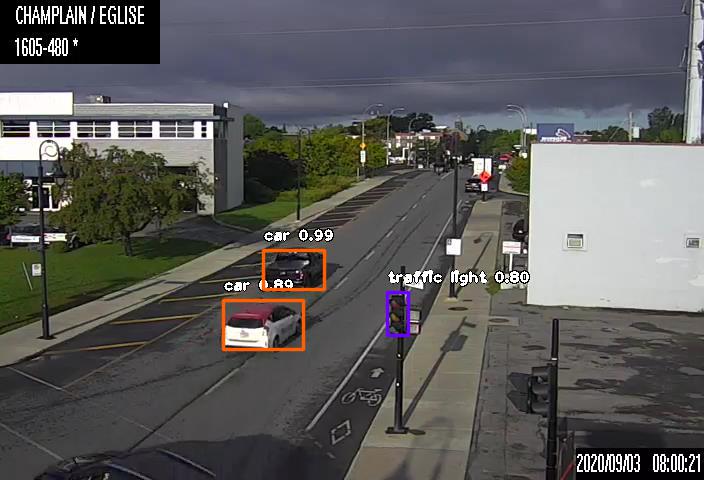 CHAMPLAIN / EGLISE
1605-480 *
car 0.99
car 0.89
traffic light 0.80
2020/09/03 08:00:21